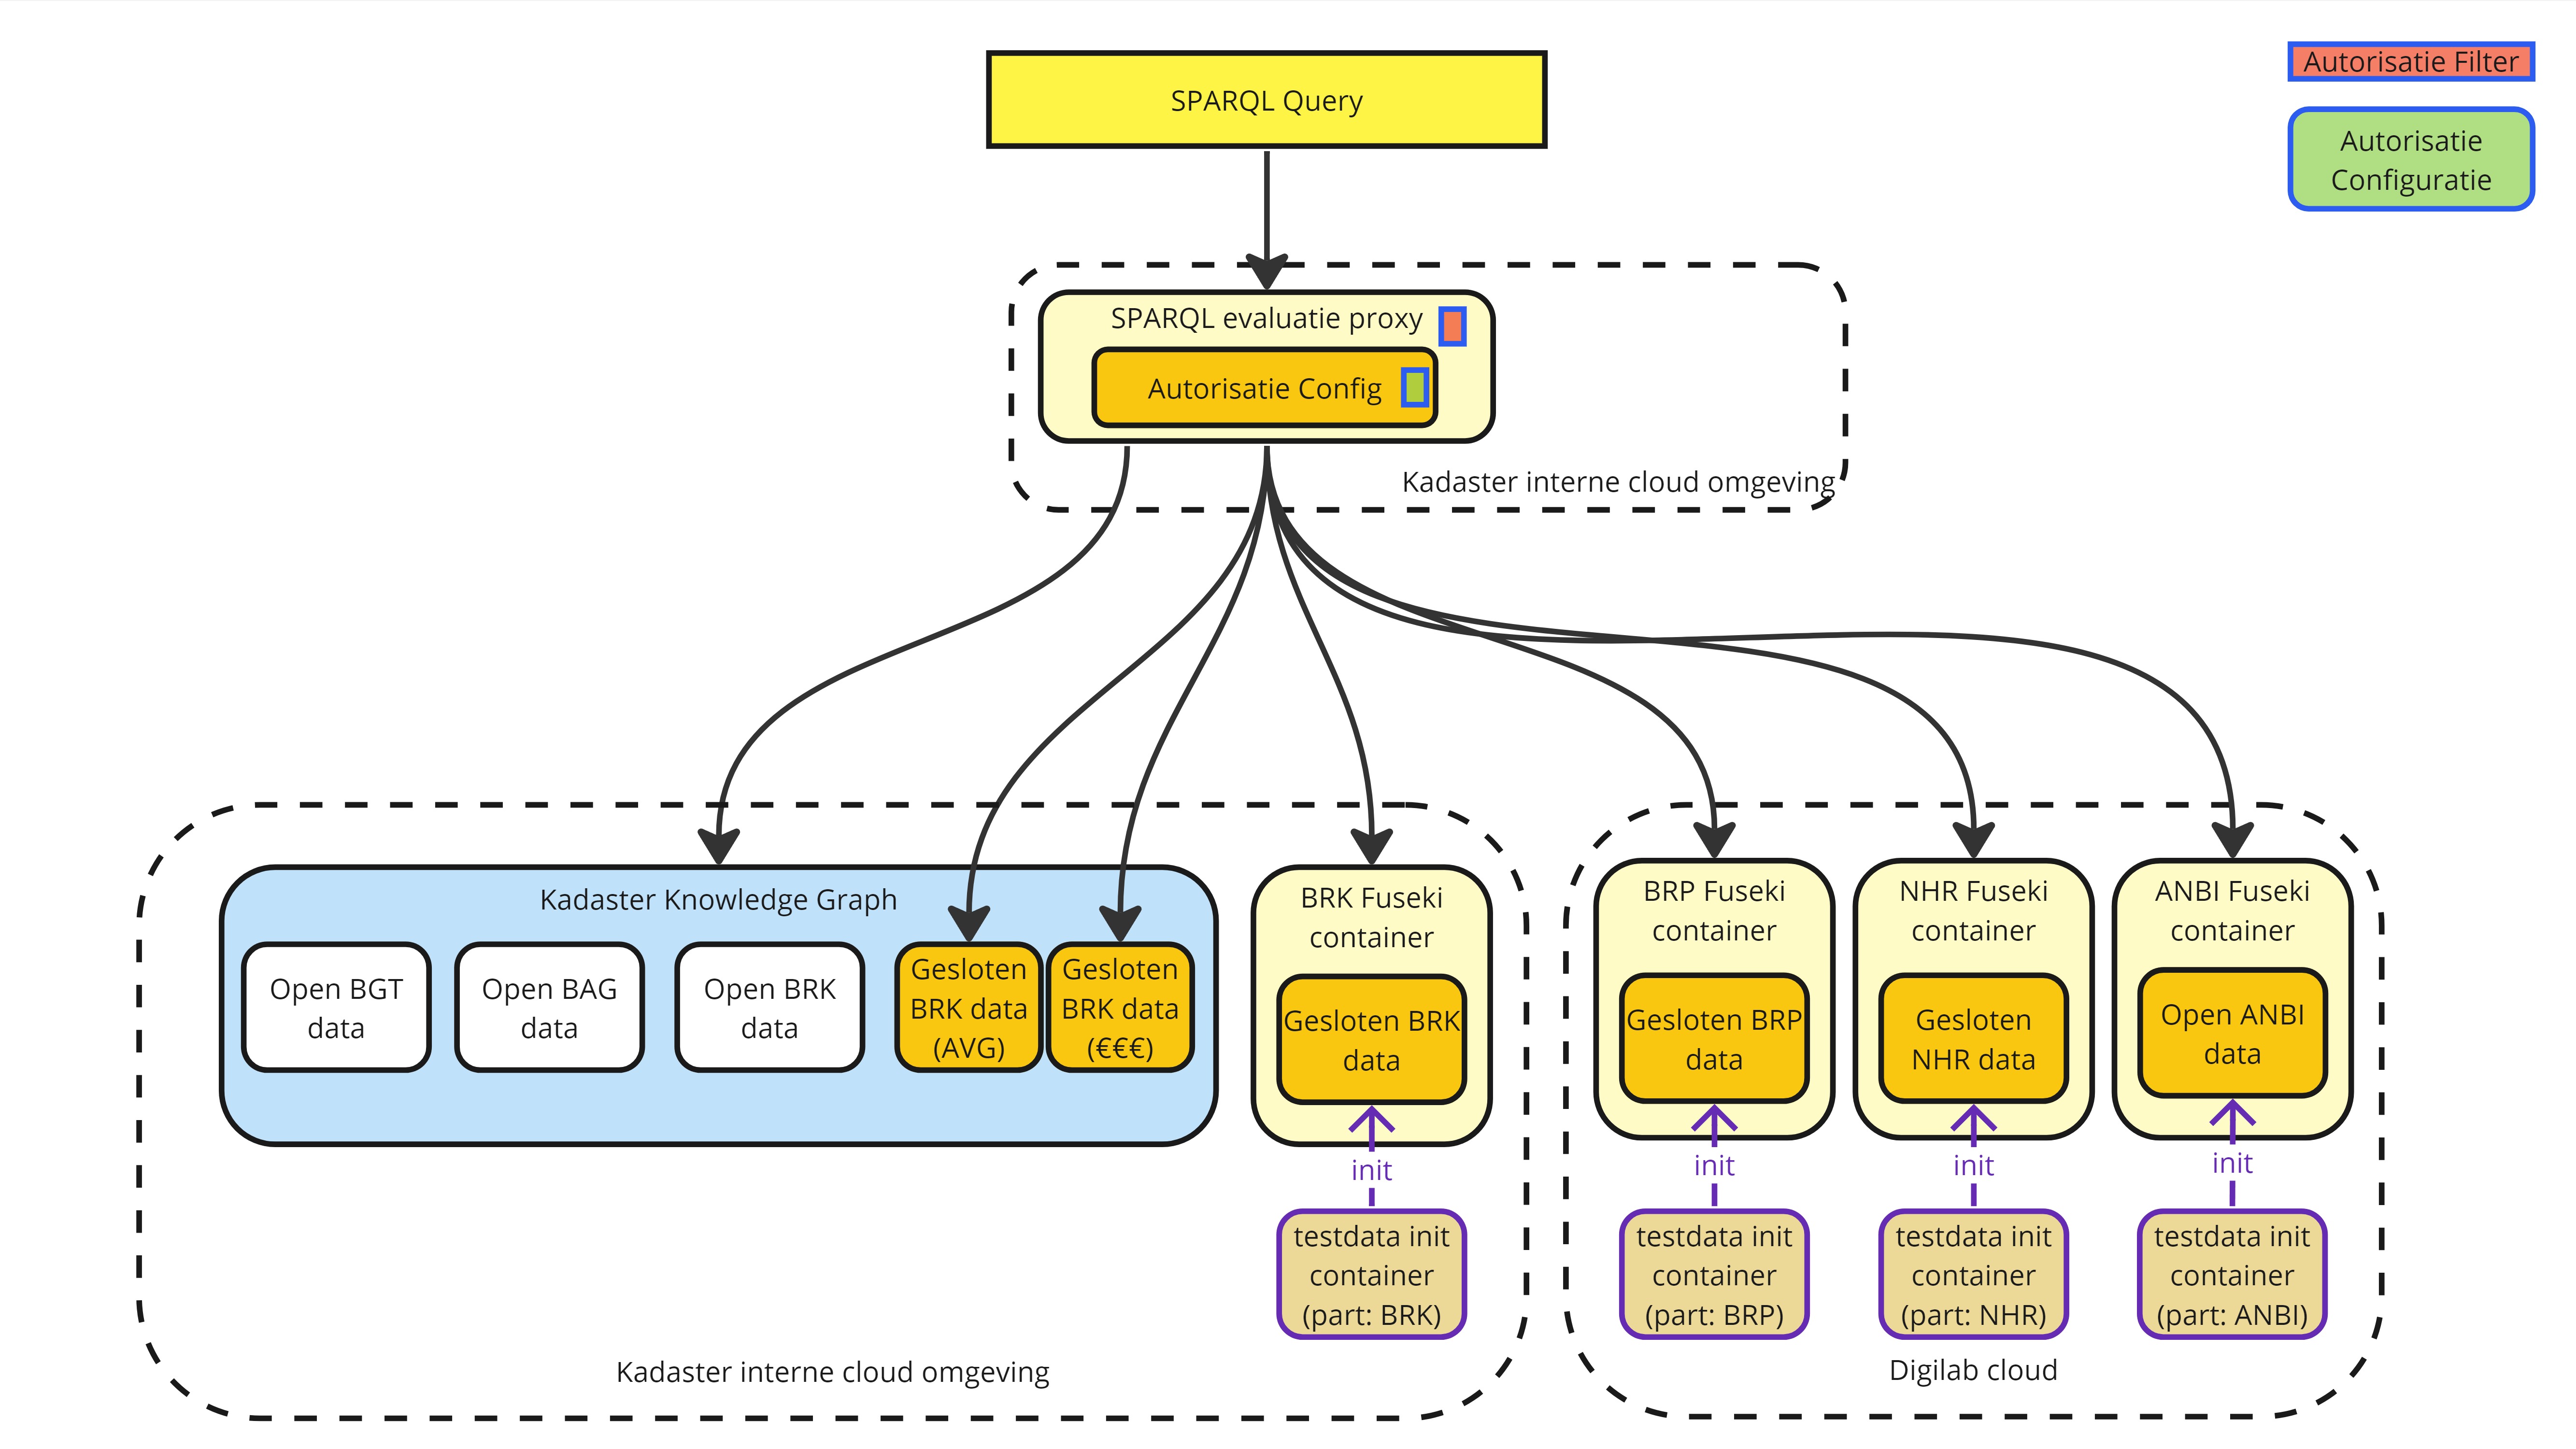 SPARQL Query
Autorisatie Filter
Autorisatie
Configuratie
SPARQL evaluatie proxy
Autorisatie Config
Kadaster interne cloud omgeving
Kadaster Knowledge Graph
Open BGT
data
Open BAG
data
Open BRK
data
Gesloten
BRK data
(AVG)
Gesloten
BRK data
(€€€)
BRK Fuseki
container
Gesloten BRK
data
init
testdata init
container
(part: BRK)
Kadaster interne cloud omgeving
BRP Fuseki
container
Gesloten BRP
data
init
testdata init
container
(part: BRP)
NHR Fuseki
container
Gesloten
NHR data
init
testdata init
container
(part: NHR)
ANBI Fuseki
container
Open ANBI
data
init
testdata init
container
(part: ANBI)
Digilab cloud